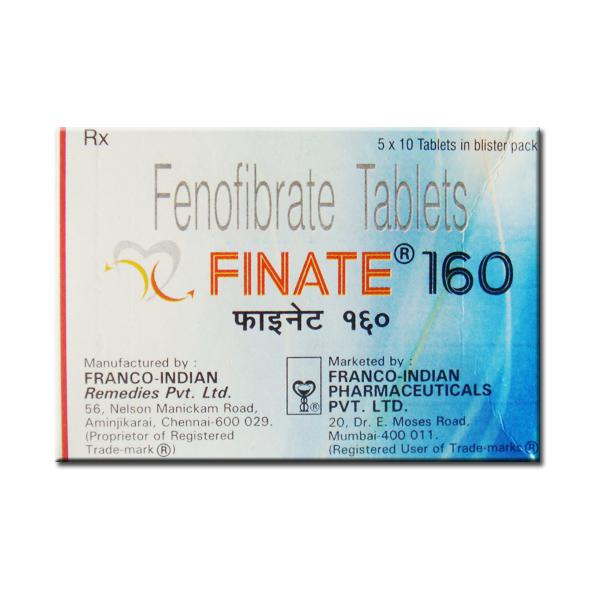 Rx
5 x 10 Tablets in blister pack
Fenofibrate Tablets
FINATE® 160
फाइनेट १६०
Manufactured by :
FRANCO-INDIAN
Remedies Pvt. Ltd.
56, Nelson Manickam Road,
Aminjikarai, Chennai-600 029.
(Proprietor of Registered
Trade-mark ®)
®
Marketed by :
FRANCO-INDIAN
PHARMACEUTICALS
PVT. LTD.
20, Dr. E. Moses Road,
Mumbai-400 011.
(Registered User of Trade-marks ®)